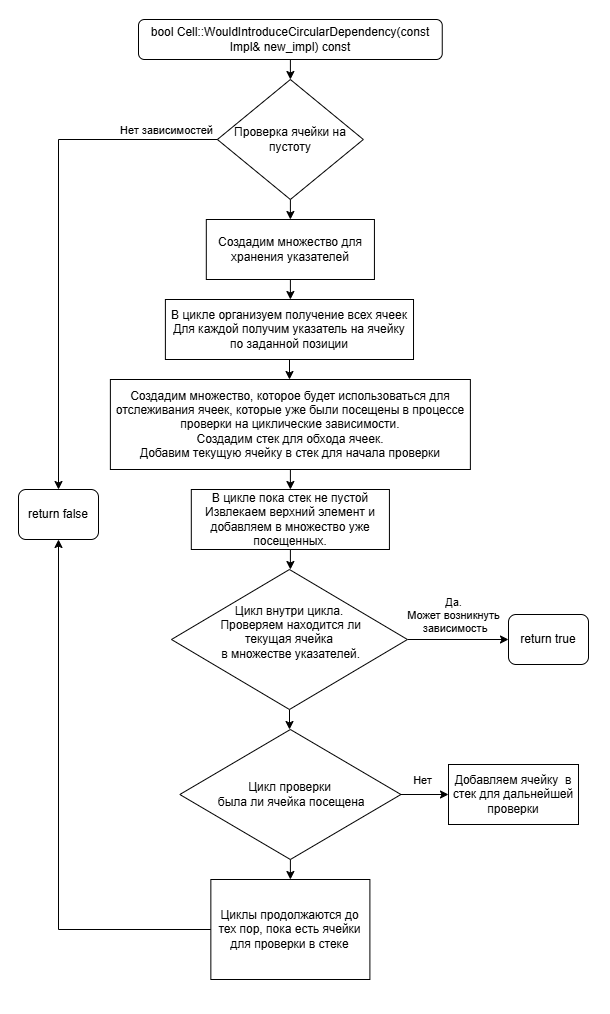 bool Cell::WouldIntroduceCircularDependency(const
Impl& new_impl) const
Нет зависимостей
Проверка ячейки на
пустоту
Создадим множество для
хранения указателей
В цикле организуем получение всех ячеек
Для каждой получим указатель на ячейку
по заданной позиции
Создадим множество, которое будет использоваться для
отслеживания ячеек, которые уже были посещены в процессе
проверки на циклические зависимости.
Создадим стек для обхода ячеек.
Добавим текущую ячейку в стек для начала проверки
return false
В цикле пока стек не пустой
Извлекаем верхний элемент и
добавляем в множество уже
посещенных.
Цикл внутри цикла.
Проверяем находится ли
текущая ячейка
в множестве указателей.
Да.
Может возникнуть
зависимость
return true
Цикл проверки
была ли ячейка посещена
Нет
Добавляем ячейку в
стек для дальнейшей
проверки
Циклы продолжаются до
тех пор, пока есть ячейки
для проверки в стеке